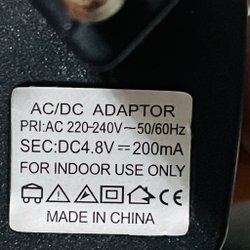 AC/DC ADAPTOR
PRI:AC 220-240V~50/60Hz
SEC:DC4.8V⎓200mA
FOR INDOOR USE ONLY
CE
MADE IN CHINA